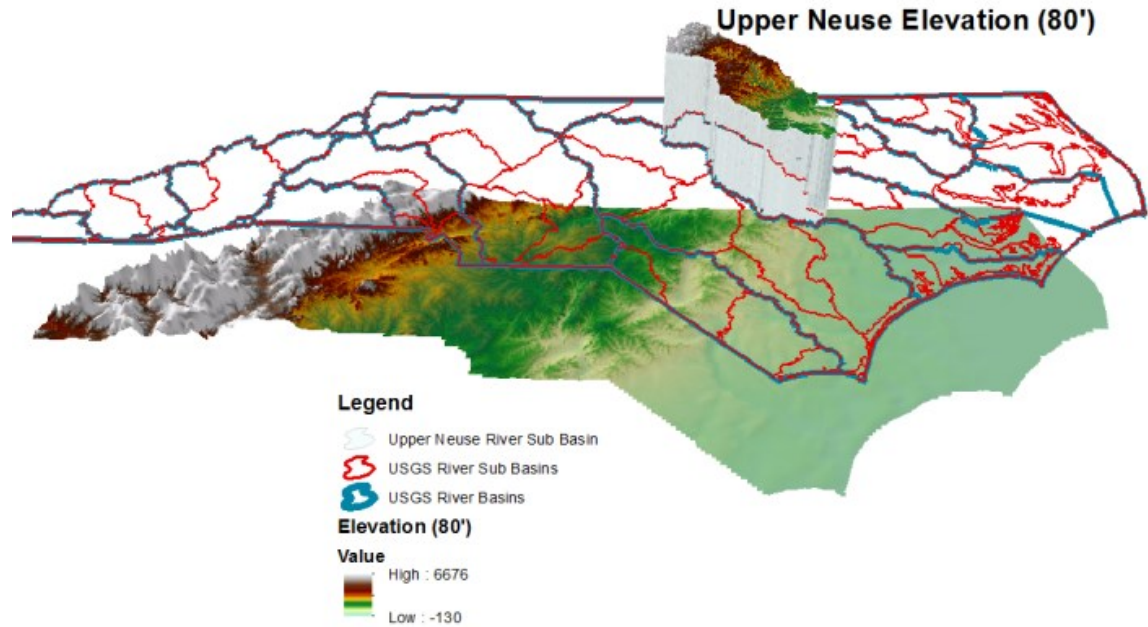 Upper Neuse Elevation (80')
Legend
Upper Neuse River Sub Basin
USGS River Sub Basins
USGS River Basins
Elevation (80')
Value
High : 6676
Low : -130